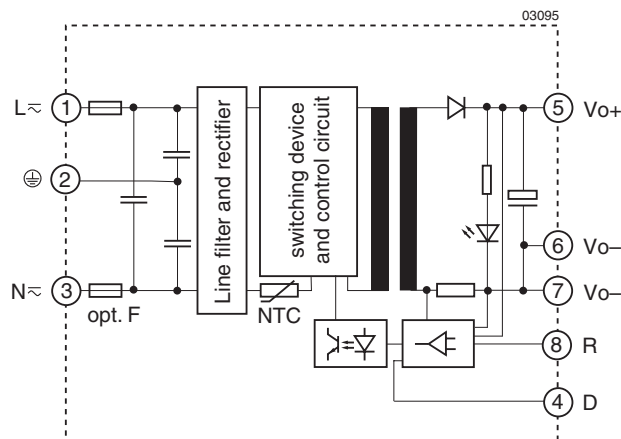 03095
L≂ 1
2
N≂ 3
opt. F
Line filter and rectifier
switching device
and control circuit
NTC
5 Vo+
6 Vo–
7 Vo–
8 R
4 D